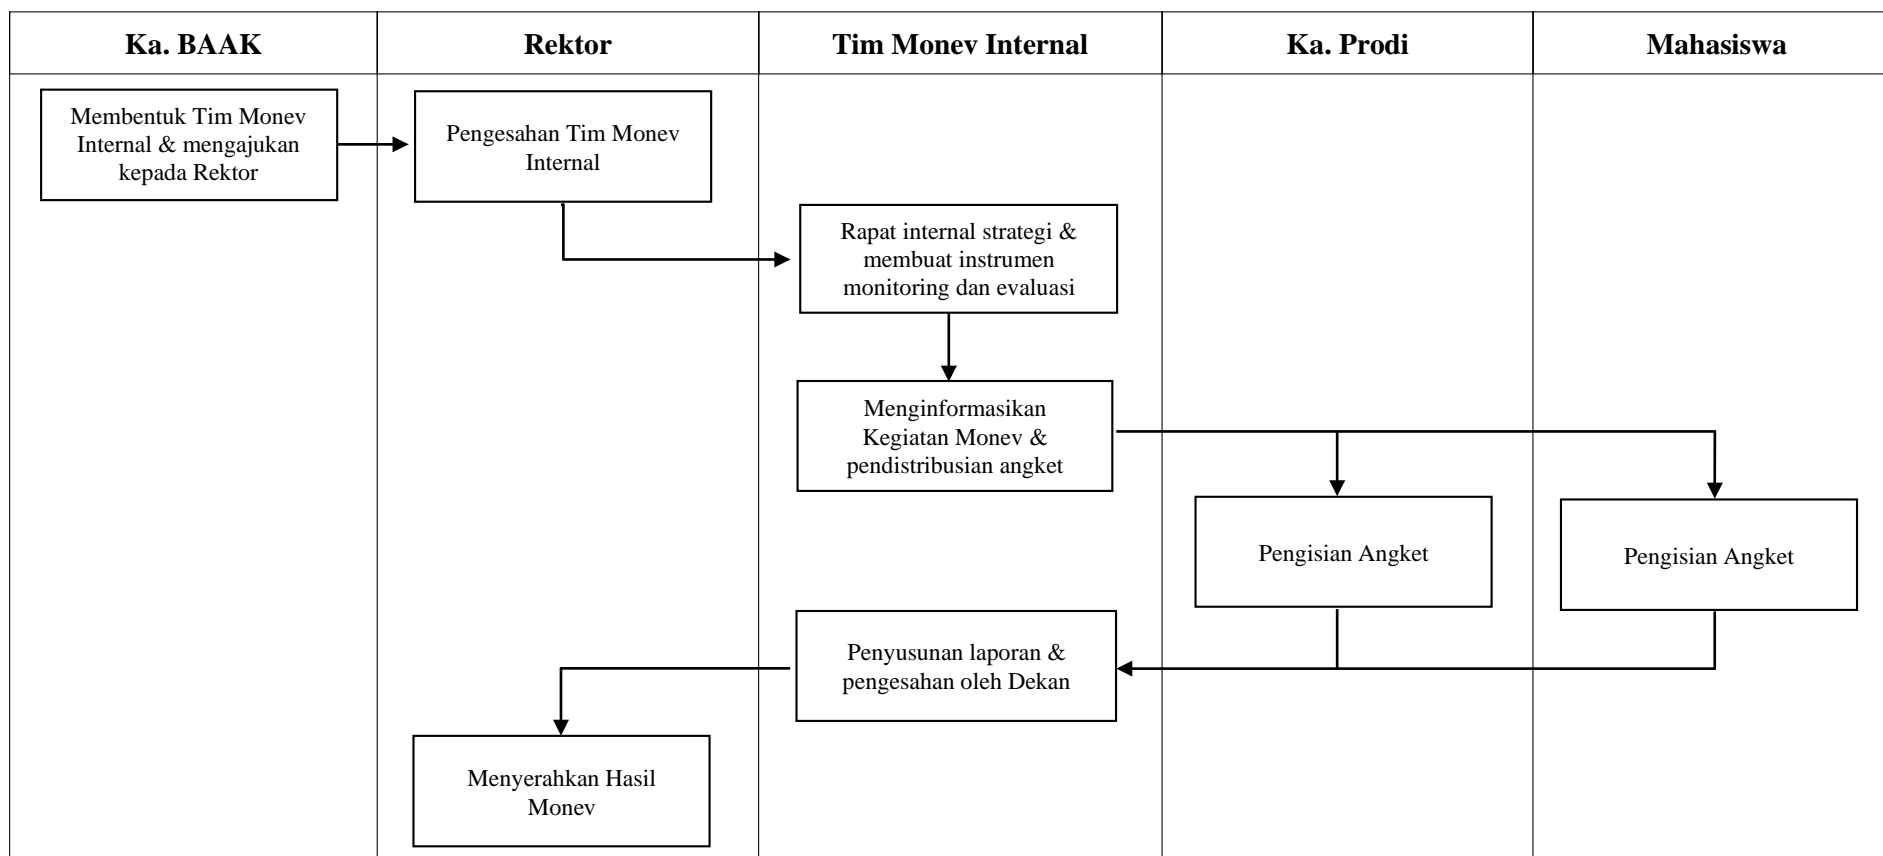 Ka. BAAK
Rektor
Tim Monev Internal
Ka. Prodi
Mahasiswa
Membentuk Tim Monev
Internal & mengajukan
kepada Rektor
Pengesahan Tim Monev
Internal
Rapat internal strategi &
membuat instrumen
monitoring dan evaluasi
Menginformasikan
Kegiatan Monev &
pendistribusian angket
Pengisian Angket
Pengisian Angket
Penyusunan laporan &
pengesahan oleh Dekan
Menyerahkan Hasil
Monev